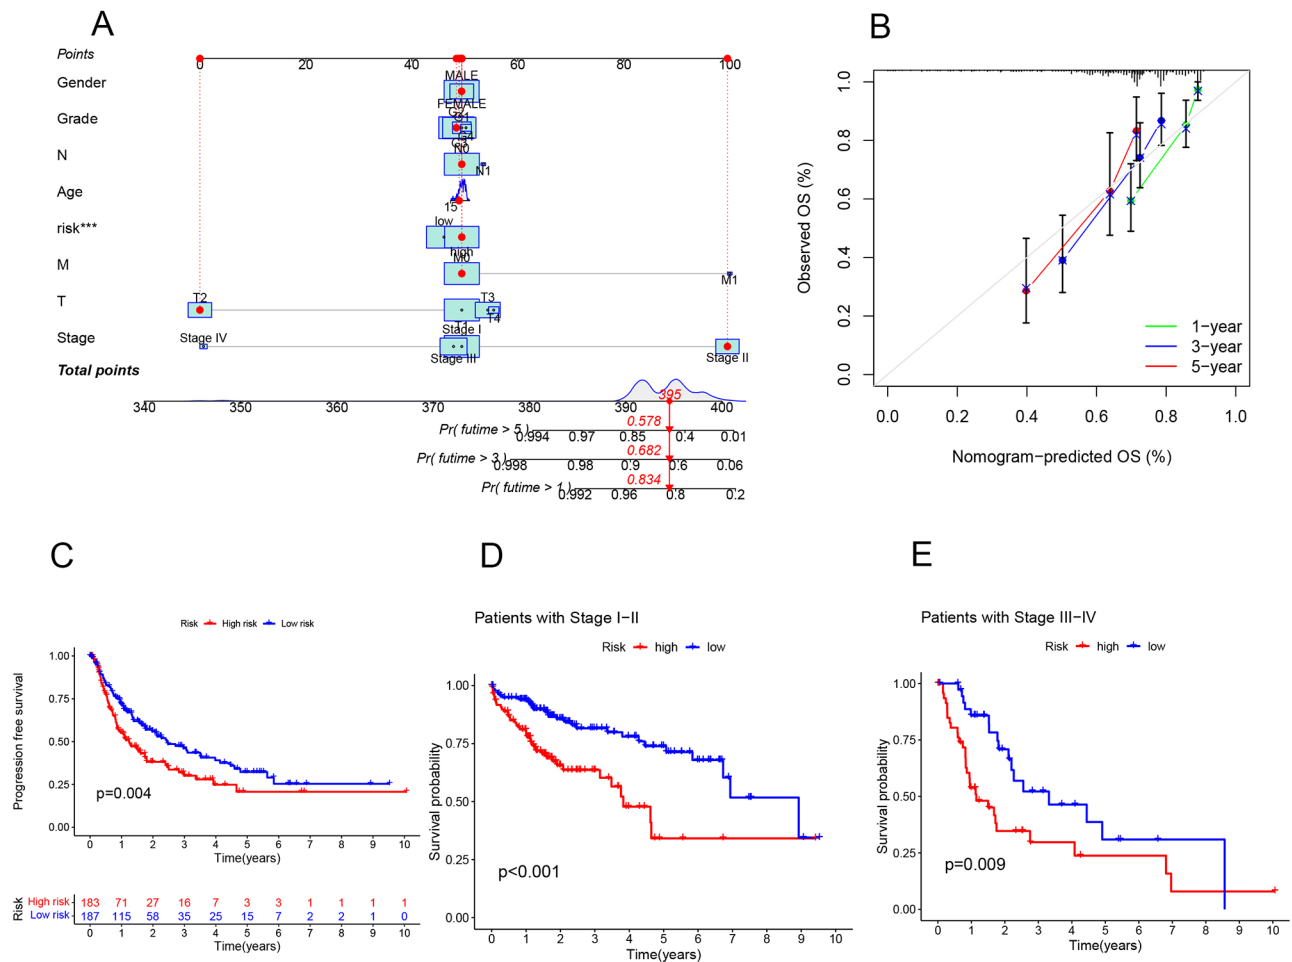 A
Points
0 20 40 60 80 100
Gender
MALE
FEMALE
Grade
G2
G1
G4
G3
N
N0
N1
Age
15
risk***
low
high
M
M0
M1
T
T2
T3
T4
T1
Stage
Stage I
Stage IV
Stage III
Stage II
Total points
340 350 360 370 380 390 400
395
Pr( futime > 5 )
0.994 0.97 0.85 0.4 0.01
0.578
Pr( futime > 3 )
0.998 0.98 0.9 0.6 0.06
0.682
Pr( futime > 1 )
0.992 0.96 0.8 0.2
0.834
B
Observed OS (%)
1.0
0.8
0.6
0.4
0.2
0.0
0.0 0.2 0.4 0.6 0.8 1.0
Nomogram−predicted OS (%)
1−year
3−year
5−year
C
Risk High risk Low risk
Progression free survival
1.00
0.75
0.50
0.25
0.00
p=0.004
0 1 2 3 4 5 6 7 8 9 10
Time(years)
Risk
High risk 183 71 27 16 7 3 3 1 1 1 1
Low risk 187 115 58 35 25 15 7 2 2 1 0
0 1 2 3 4 5 6 7 8 9 10
Time(years)
D
Patients with Stage I−II
Risk high low
Survival probability
1.00
0.75
0.50
0.25
0.00
p<0.001
0 1 2 3 4 5 6 7 8 9 10
Time(years)
E
Patients with Stage III−IV
Risk high low
Survival probability
1.00
0.75
0.50
0.25
0.00
p=0.009
0 1 2 3 4 5 6 7 8 9 10
Time(years)